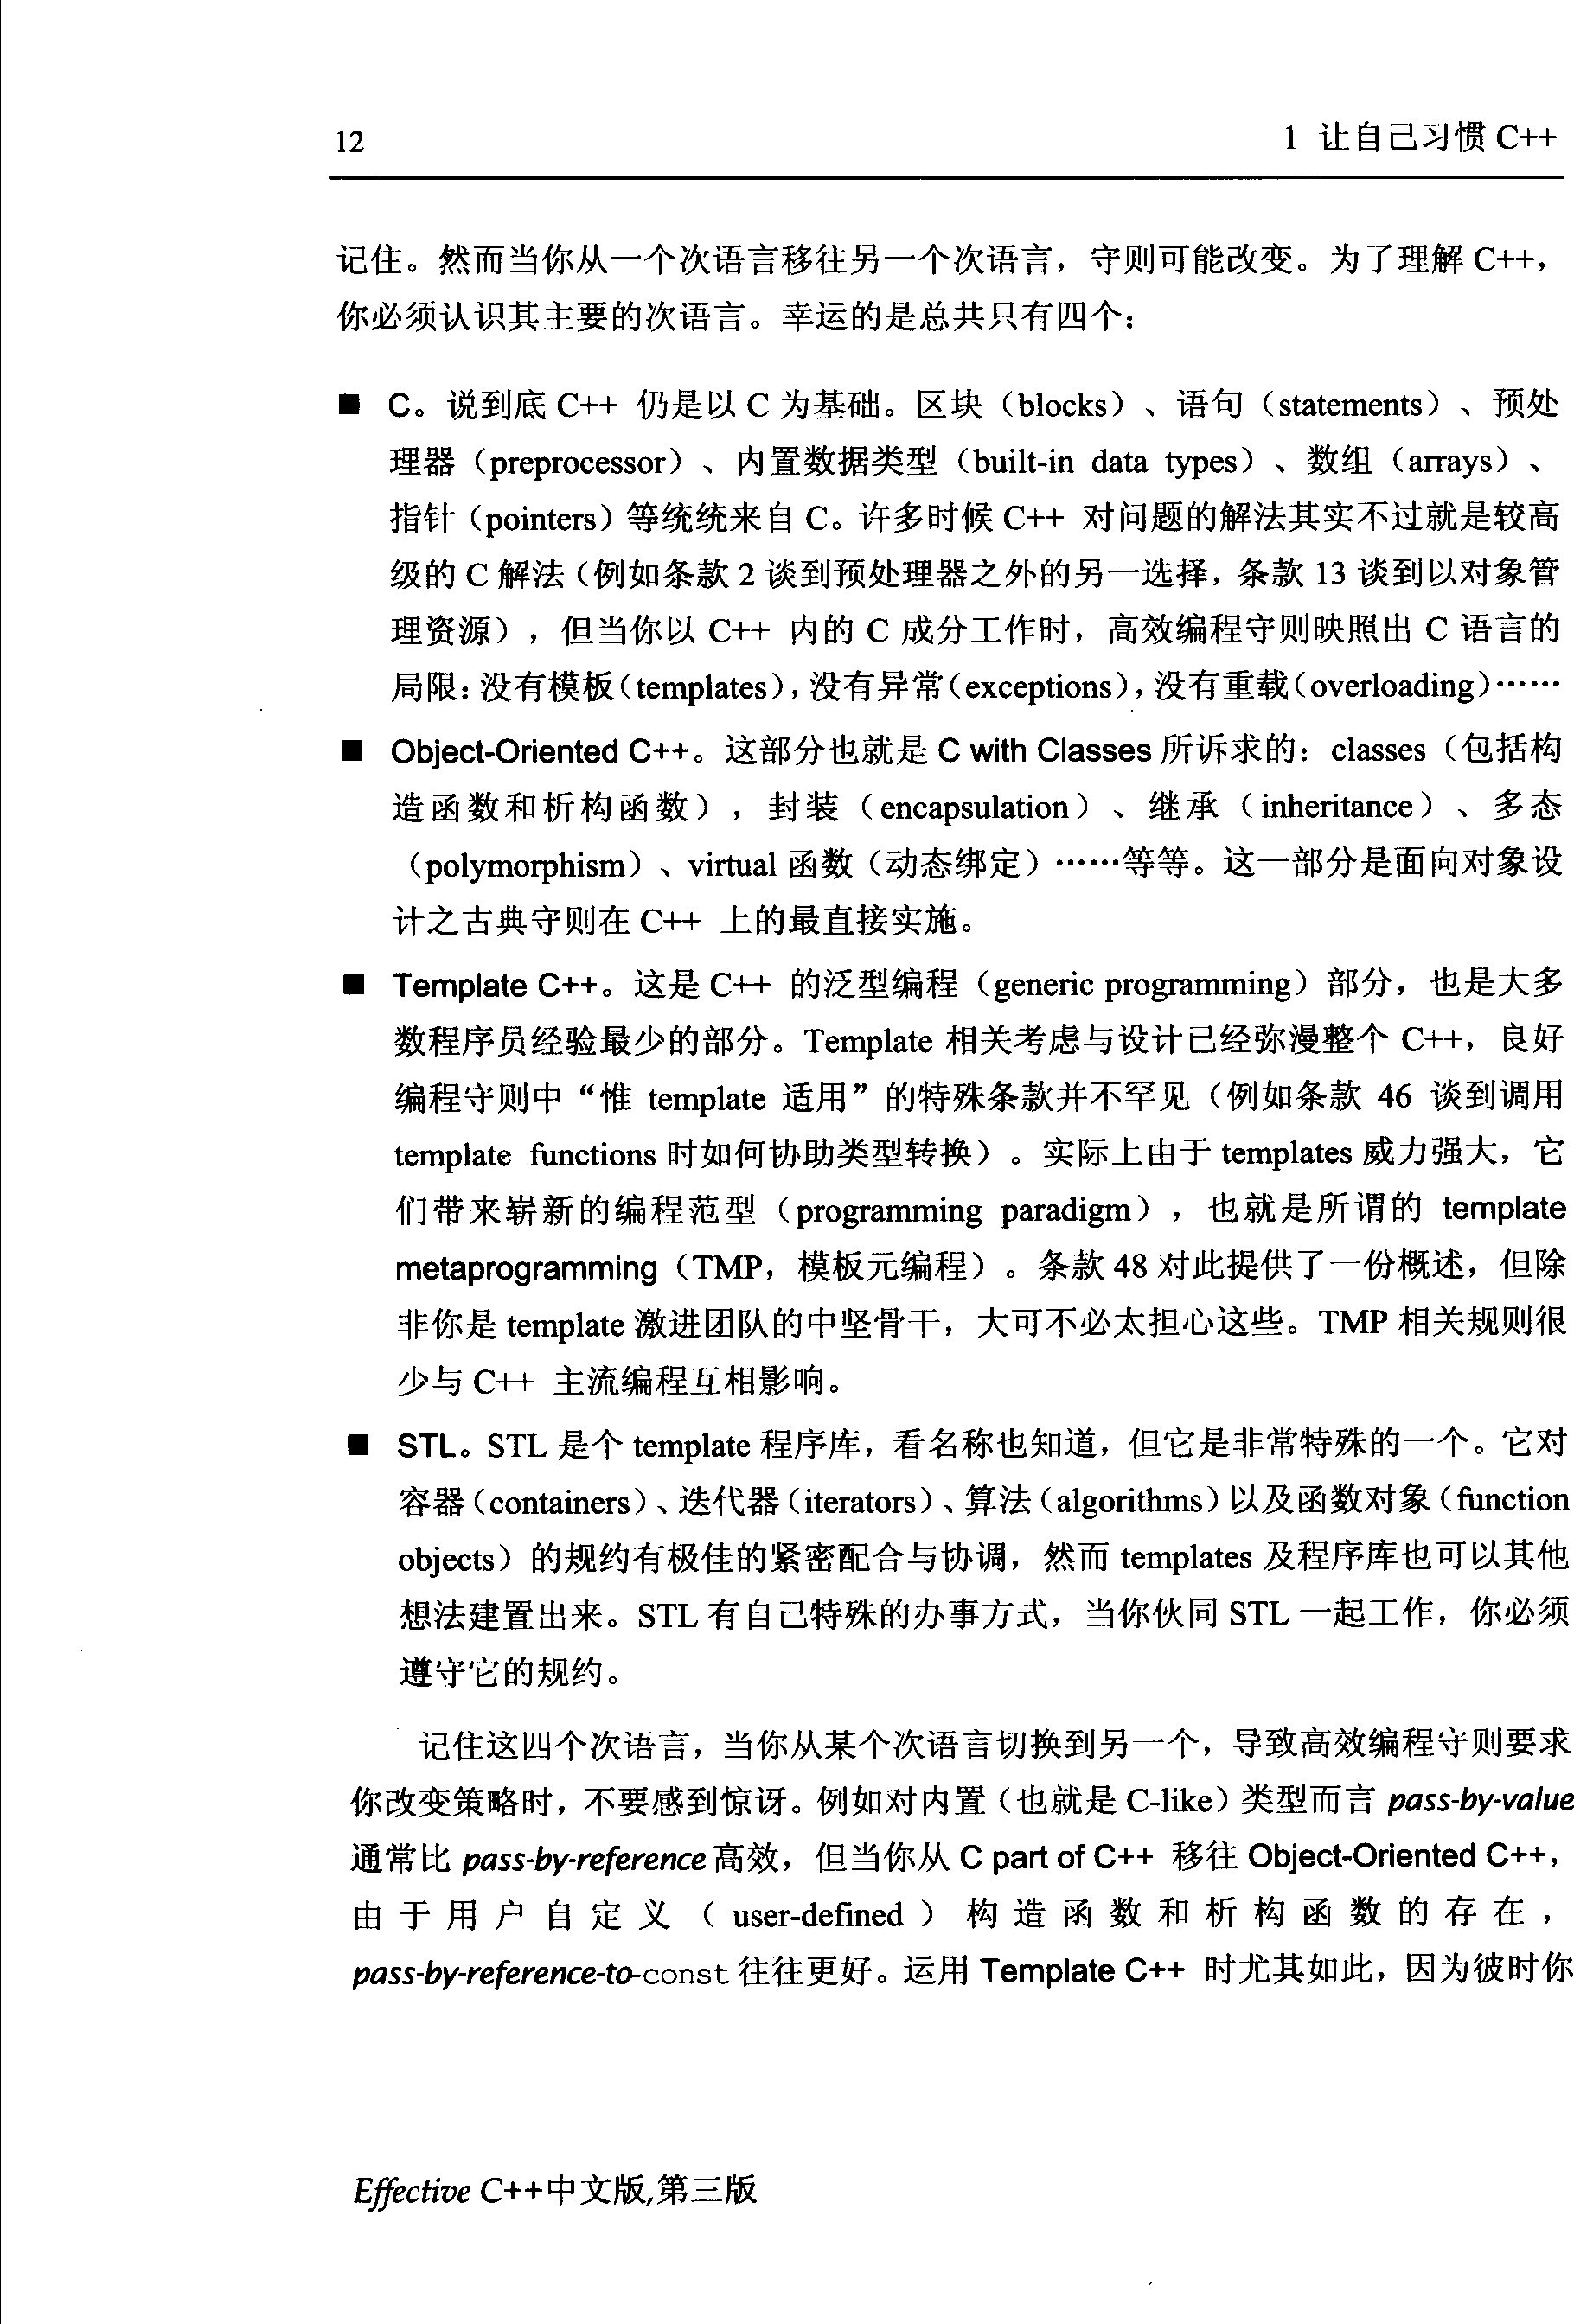 12
1 让自己习惯 C++
记住。然而当你从一个次语言移往另一个次语言，守则可能改变。为了理解 C++，
你必须认识其主要的次语言。幸运的是总共只有四个：
■ C。说到底 C++ 仍是以 C 为基础。区块（blocks）、语句（statements）、预处
理器（preprocessor）、内置数据类型（built-in data types）、数组（arrays）、
指针（pointers）等统统来自 C。许多时候 C++ 对问题的解法其实不过就是较高
级的 C 解法（例如条款 2 谈到预处理器之外的另一选择，条款 13 谈到以对象管
理资源），但当你以 C++ 内的 C 成分工作时，高效编程守则映照出 C 语言的
局限：没有模板（templates），没有异常（exceptions），没有重载（overloading）……
■ Object-Oriented C++。这部分也就是 C with Classes 所诉求的：classes（包括构
造函数和析构函数），封装（encapsulation）、继承（inheritance）、多态
（polymorphism）、virtual 函数（动态绑定）……等等。这一部分是面向对象设
计之古典守则在 C++ 上的最直接实施。
■ Template C++。这是 C++ 的泛型编程（generic programming）部分，也是大多
数程序员经验最少的部分。Template 相关考虑与设计已经弥漫整个 C++，良好
编程守则中“惟 template 适用”的特殊条款并不罕见（例如条款 46 谈到调用
template functions 时如何协助类型转换）。实际上由于 templates 威力强大，它
们带来崭新的编程范型（programming paradigm），也就是所谓的 template
metaprogramming（TMP，模板元编程）。条款 48 对此提供了一份概述，但除
非你是 template 激进团队的中坚骨干，大可不必太担心这些。TMP 相关规则很
少与 C++ 主流编程互相影响。
■ STL。STL 是个 template 程序库，看名称也知道，但它是非常特殊的一个。它对
容器（containers）、迭代器（iterators）、算法（algorithms）以及函数对象（function
objects）的规约有极佳的紧密配合与协调，然而 templates 及程序库也可以其他
想法建置出来。STL 有自己特殊的办事方式，当你伙同 STL 一起工作，你必须
遵守它的规约。
记住这四个次语言，当你从某个次语言切换到另一个，导致高效编程守则要求
你改变策略时，不要感到惊讶。例如对内置（也就是 C-like）类型而言 pass-by-value
通常比 pass-by-reference 高效，但当你从 C part of C++ 移往 Object-Oriented C++，
由于用户自定义（user-defined）构造函数和析构函数的存在，
pass-by-reference-to-const 往往更好。运用 Template C++ 时尤其如此，因为彼时你
Effective C++中文版,第三版